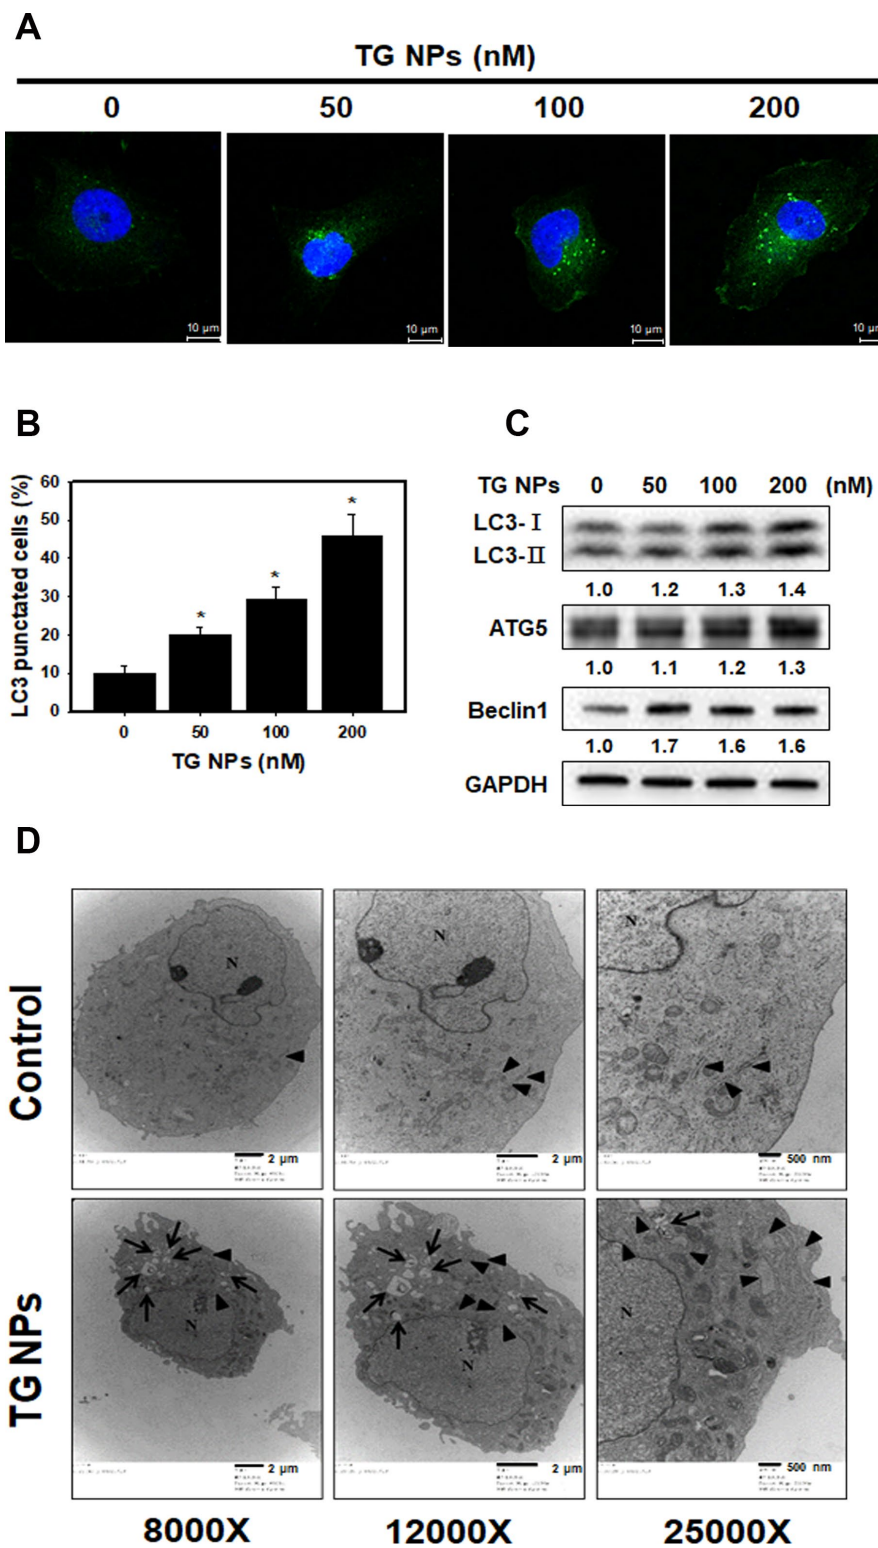 A
TG NPs (nM)
0 50 100 200
10 µm 10 µm 10 µm 10 µm
B
LC3 punctated cells (%)
60
50
40
30
20
10
0
* * *
0 50 100 200
TG NPs (nM)
C
TG NPs 0 50 100 200 (nM)
LC3-Ⅰ
LC3-Ⅱ
1.0 1.2 1.3 1.4
ATG5
1.0 1.1 1.2 1.3
Beclin1
1.0 1.7 1.6 1.6
GAPDH
D
Control
N N N
2 µm 2 µm 500 nm
TG NPs
N N N
2 µm 2 µm 500 nm
8000X 12000X 25000X